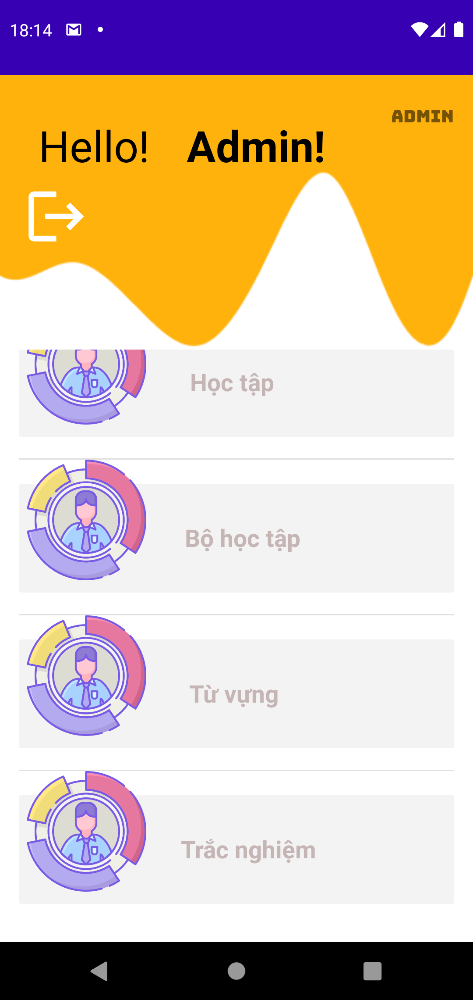 18:14
ADMIN
Hello! Admin!
Học tập
Bộ học tập
Từ vựng
Trắc nghiệm